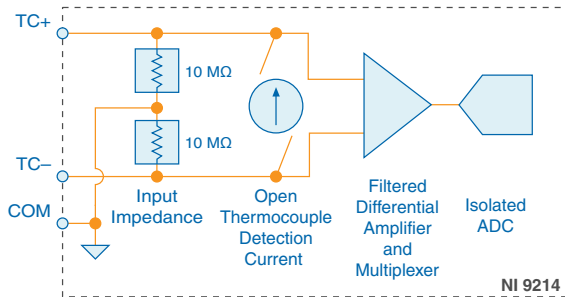 TC+
10 MΩ
10 MΩ
TC–
COM
Input
Impedance
Open
Thermocouple
Detection
Current
Filtered
Differential
Amplifier
and
Multiplexer
Isolated
ADC
NI 9214